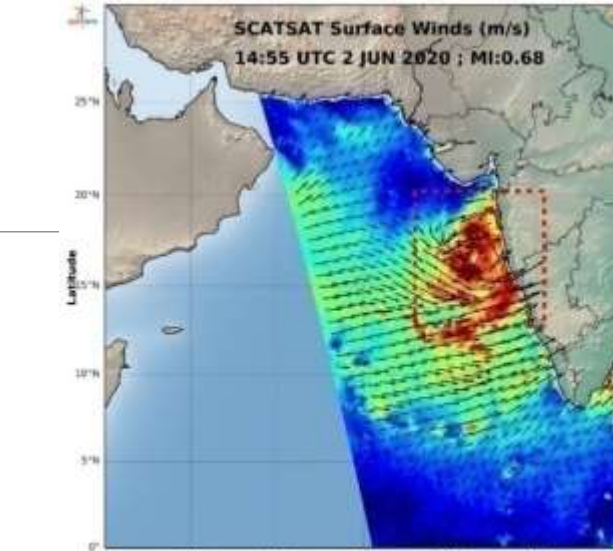 SCATSAT Surface Winds (m/s)
14:55 UTC 2 JUN 2020 ; MI:0.68
25°N
20°N
Latitude
15°N
10°N
5°N
0°